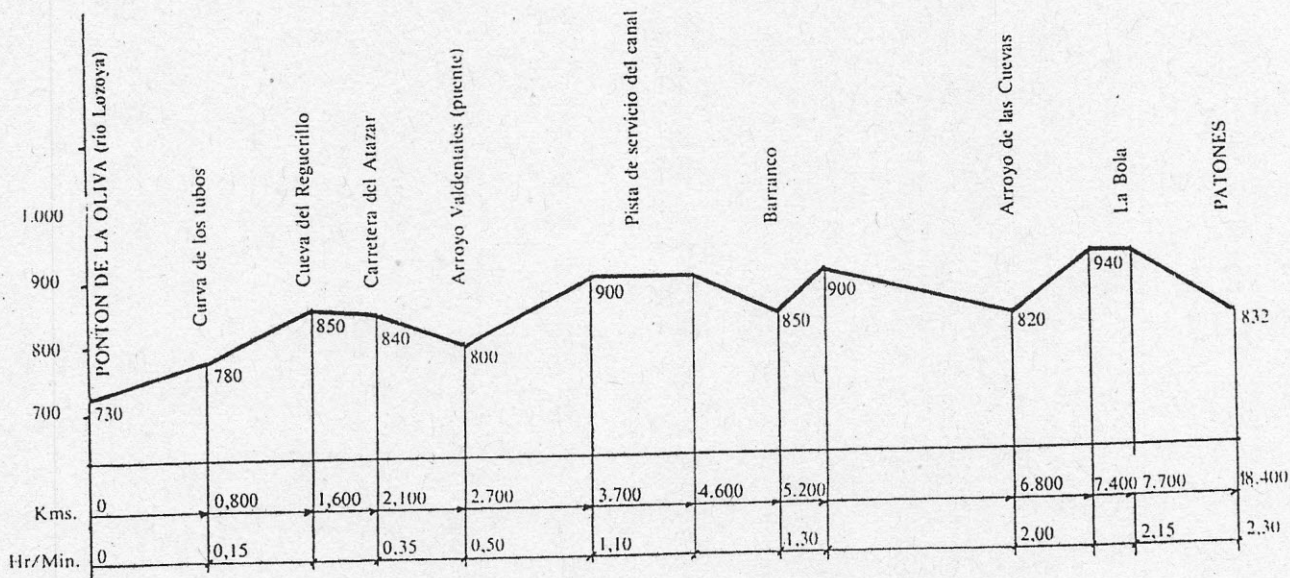 PONTON DE LA OLIVA (río Lozoya)
Curva de los tubos
Cueva del Reguerillo
Carretera del Atazar
Arroyo Valdentales (puente)
Pista de servicio del canal
Barranco
Arroyo de las Cuevas
La Bola
PATONES
1.000
900
800
700
730
780
850
840
800
900
850
900
820
940
832
Kms. 0 0,800 1,600 2,100 2.700 3.700 4.600 5.200 6.800 7.400 7.700 18.400
Hr/Min. 0 0,15 0,35 0,50 1,10 1.30 2.00 2,15 2.30